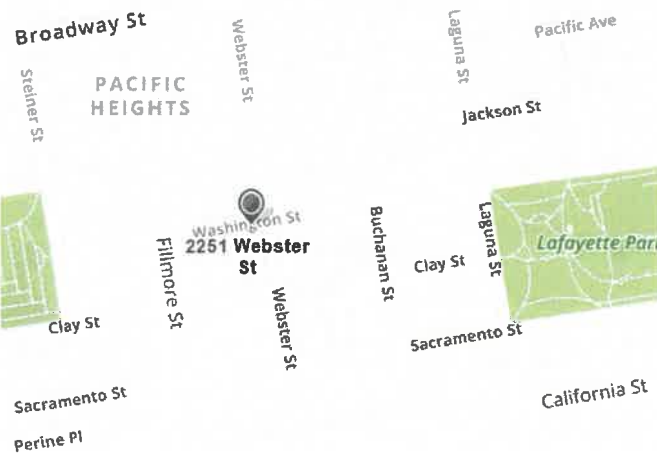 Broadway St
Webster St
Laguna St
Pacific Ave
Steiner St
PACIFIC
HEIGHTS
Jackson St
Washington St
2251 Webster
St
Fillmore St
Buchanan St
Laguna St
Lafayette Par
Clay St
Webster St
Clay St
Sacramento St
Sacramento St
California St
Perine Pl